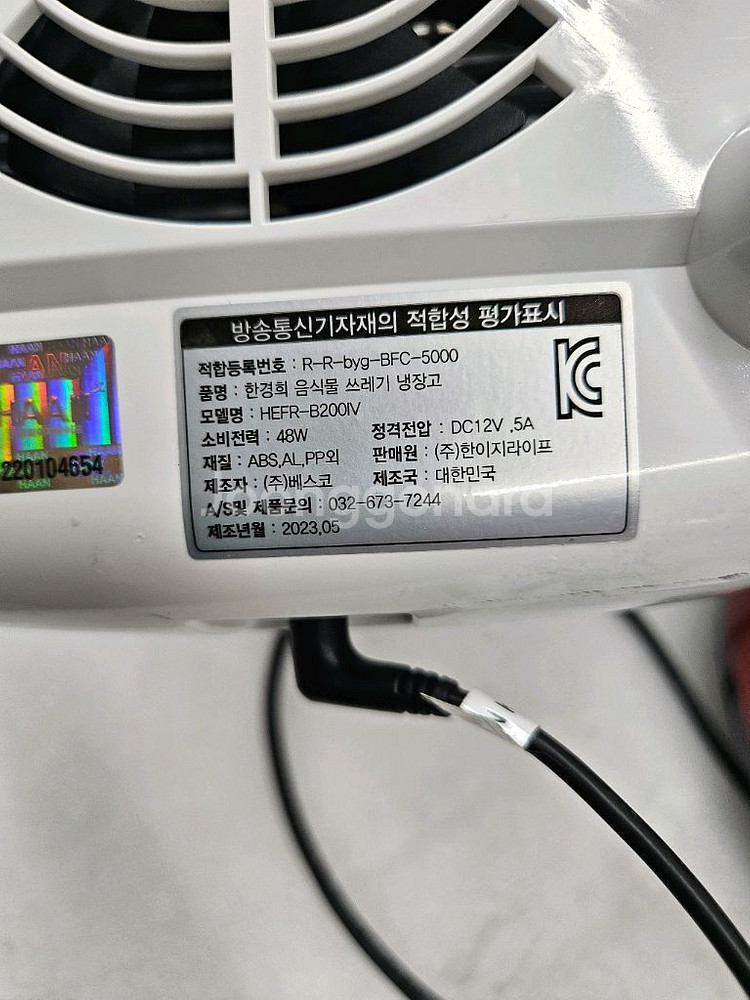 방송통신기자재의 적합성 평가표시
적합등록번호 : R-R-byg-BFC-5000
품명 : 한경희 음식물 쓰레기 냉장고
모델명 : HEFR-B200IV
소비전력 : 48W 정격전압 : DC12V ,5A
재질 : ABS,AL,PP외 판매원 : (주)한이지라이프
제조자 : (주)베스코 제조국 : 대한민국
A/S및 제품문의 : 032-673-7244
제조년월 : 2023,05
HAAN
220104654
HAAN
joonggonara